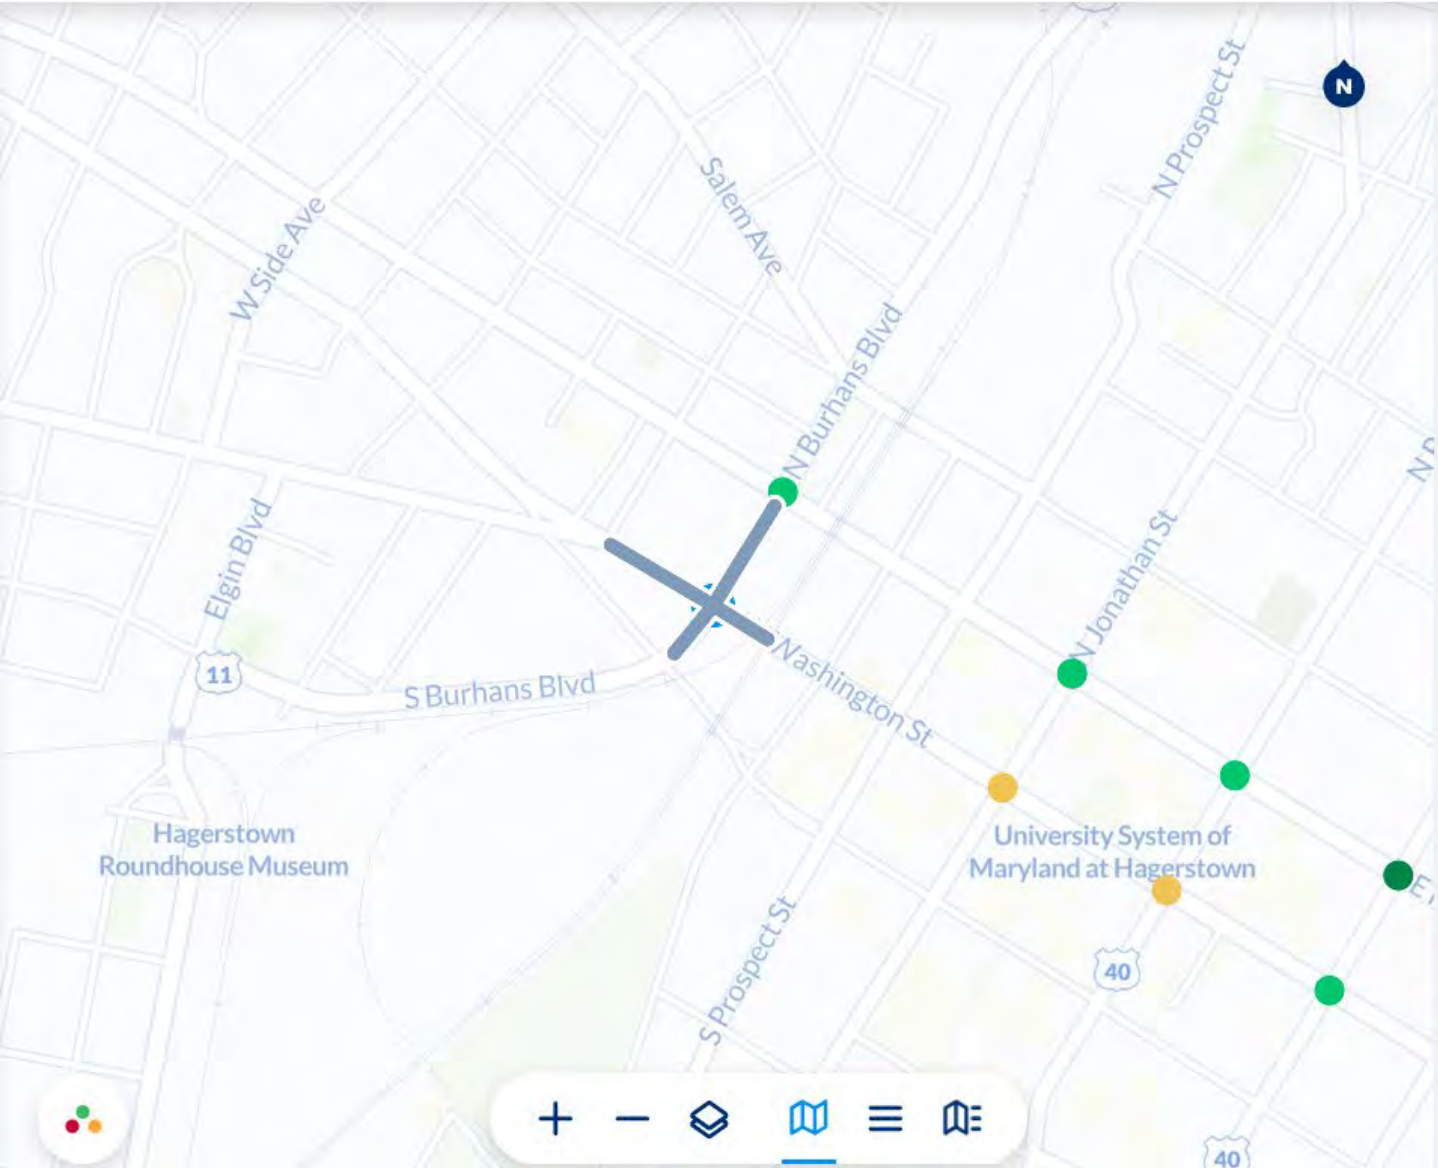 N Prospect St
N
Salem Ave
W Side Ave
N Burhans Blvd
Elgin Blvd
N Jonathan St
11
S Burhans Blvd
Washington St
Hagerstown
Roundhouse Museum
University System of
Maryland at Hagerstown
S Prospect St
40
40